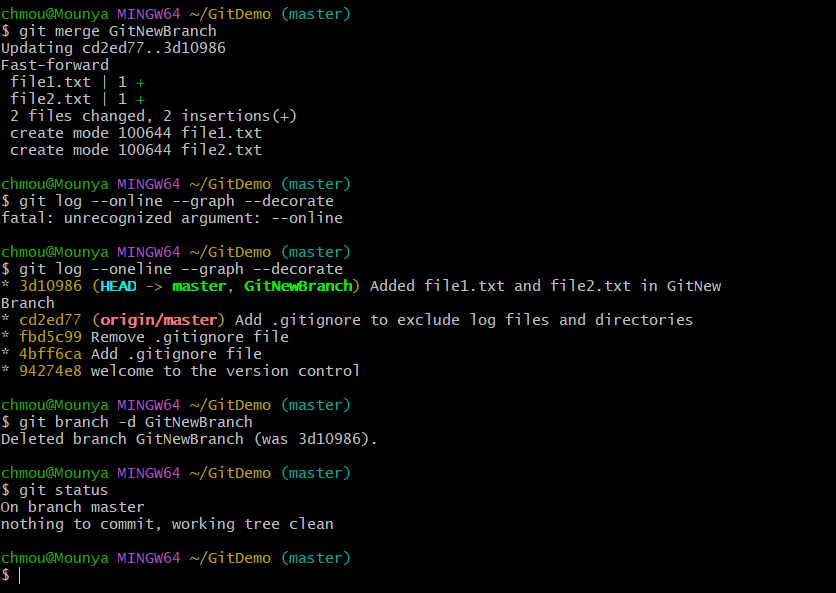 chmou@Mounya MINGW64 ~/GitDemo (master)
$ git merge GitNewBranch
Updating cd2ed77..3d10986
Fast-forward
 file1.txt | 1 +
 file2.txt | 1 +
 2 files changed, 2 insertions(+)
 create mode 100644 file1.txt
 create mode 100644 file2.txt

chmou@Mounya MINGW64 ~/GitDemo (master)
$ git log --online --graph --decorate
fatal: unrecognized argument: --online

chmou@Mounya MINGW64 ~/GitDemo (master)
$ git log --oneline --graph --decorate
* 3d10986 (HEAD -> master, GitNewBranch) Added file1.txt and file2.txt in GitNew
Branch
* cd2ed77 (origin/master) Add .gitignore to exclude log files and directories
* fbd5c99 Remove .gitignore file
* 4bff6ca Add .gitignore file
* 94274e8 welcome to the version control

chmou@Mounya MINGW64 ~/GitDemo (master)
$ git branch -d GitNewBranch
Deleted branch GitNewBranch (was 3d10986).

chmou@Mounya MINGW64 ~/GitDemo (master)
$ git status
On branch master
nothing to commit, working tree clean

chmou@Mounya MINGW64 ~/GitDemo (master)
$